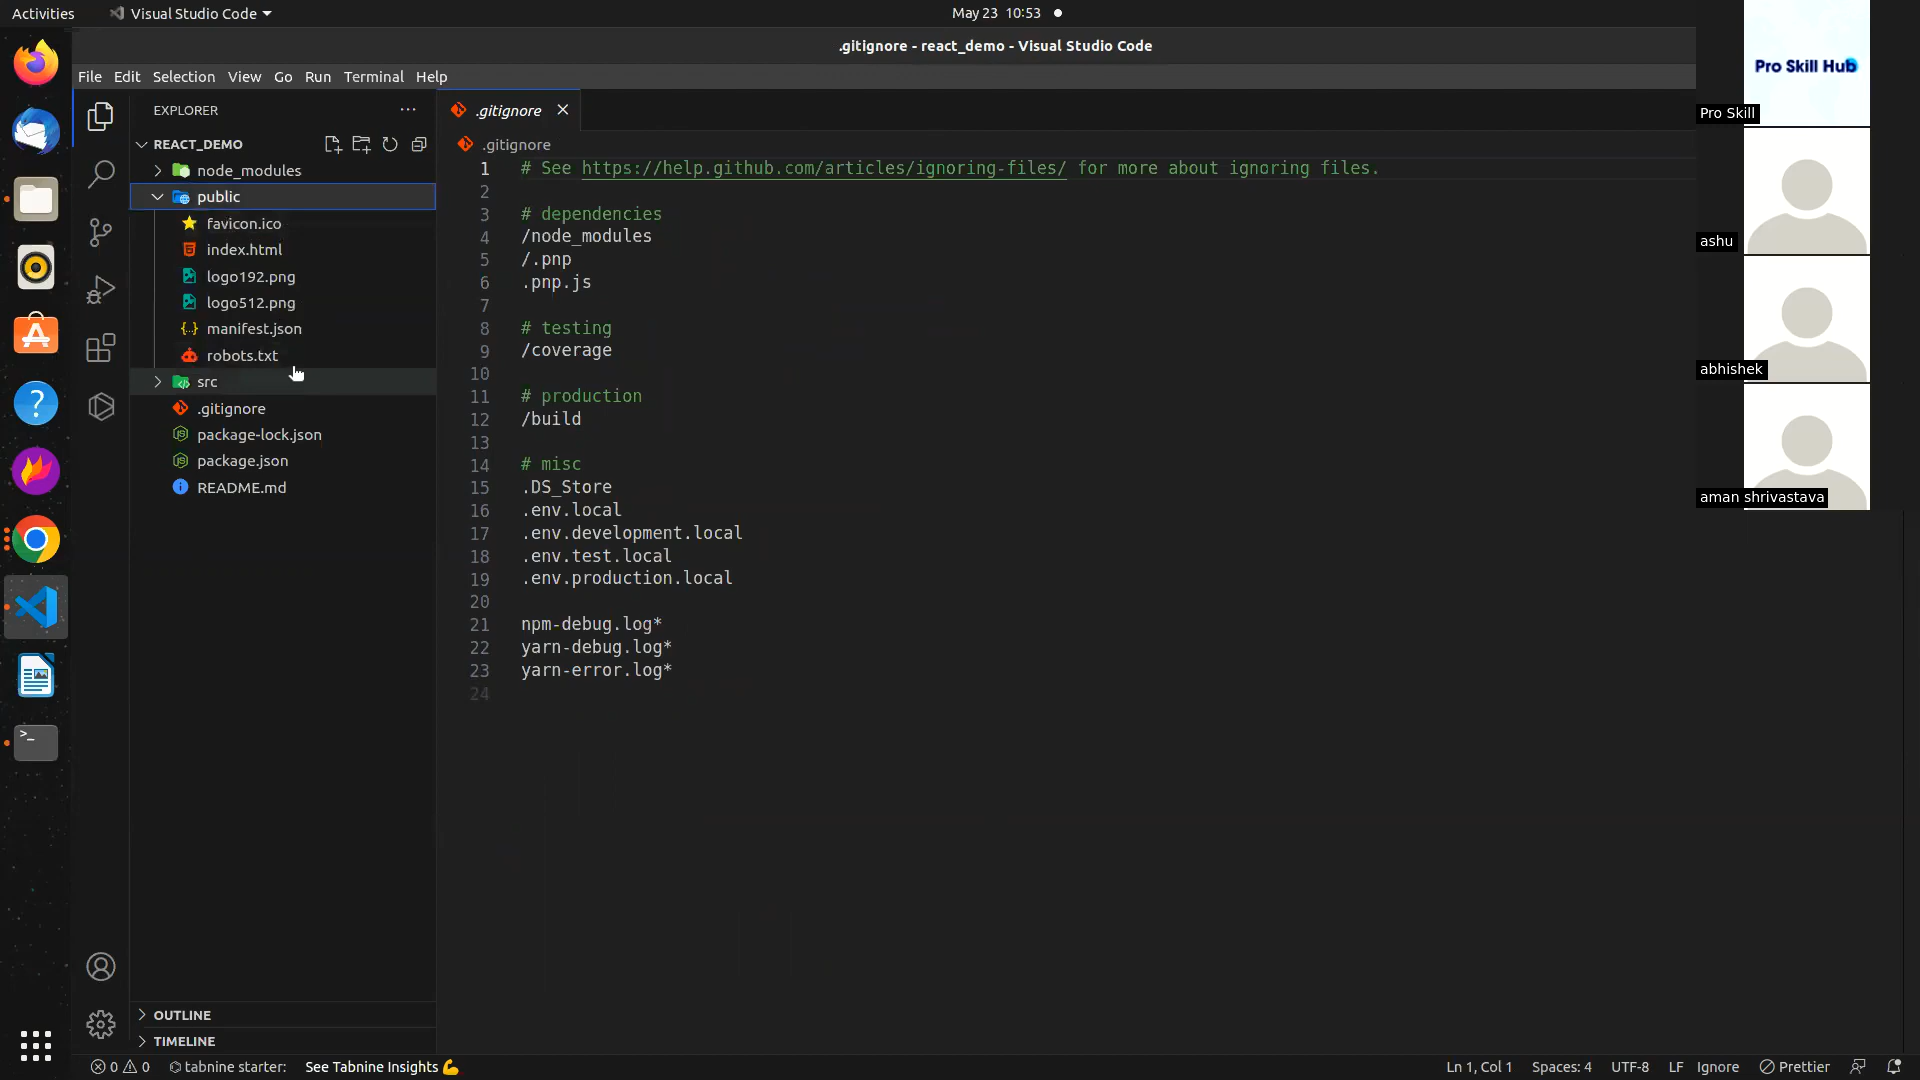 Activities
Visual Studio Code
May 23 10:53
.gitignore - react_demo - Visual Studio Code
File Edit Selection View Go Run Terminal Help
EXPLORER
REACT_DEMO
node_modules
public
favicon.ico
index.html
logo192.png
logo512.png
manifest.json
robots.txt
src
.gitignore
package-lock.json
package.json
README.md
OUTLINE
TIMELINE
.gitignore
.gitignore
1 # See https://help.github.com/articles/ignoring-files/ for more about ignoring files.
2
3 # dependencies
4 /node_modules
5 /.pnp
6 .pnp.js
7
8 # testing
9 /coverage
10
11 # production
12 /build
13
14 # misc
15 .DS_Store
16 .env.local
17 .env.development.local
18 .env.test.local
19 .env.production.local
20
21 npm-debug.log*
22 yarn-debug.log*
23 yarn-error.log*
24
Pro Skill Hub
Pro Skill
ashu
abhishek
aman shrivastava
0 0 tabnine starter: See Tabnine Insights
Ln 1, Col 1 Spaces: 4 UTF-8 LF Ignore Prettier